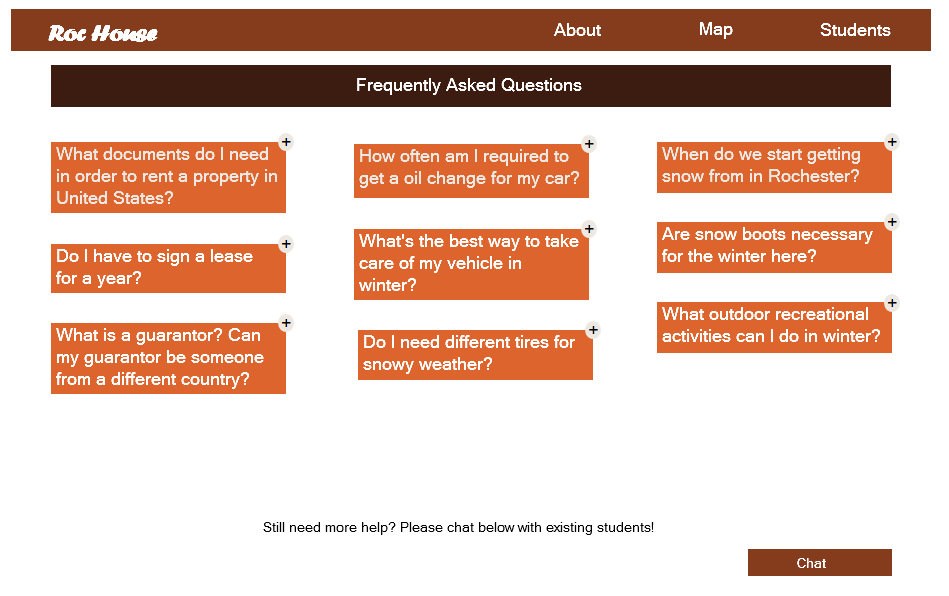 Roc House
About
Map
Students
Frequently Asked Questions
+
What documents do I need
in order to rent a property in
United States?
+
Do I have to sign a lease
for a year?
+
What is a guarantor? Can
my guarantor be someone
from a different country?
+
How often am I required to
get a oil change for my car?
+
What's the best way to take
care of my vehicle in
winter?
+
Do I need different tires for
snowy weather?
+
When do we start getting
snow from in Rochester?
+
Are snow boots necessary
for the winter here?
+
What outdoor recreational
activities can I do in winter?
Still need more help? Please chat below with existing students!
Chat